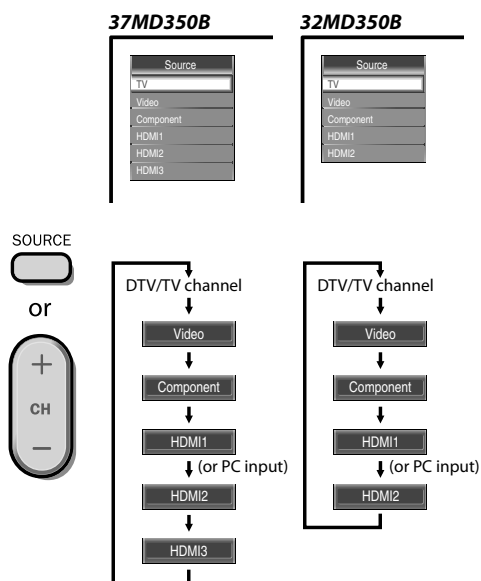 37MD350B
Source
TV
Video
Component
HDMI1
HDMI2
HDMI3
32MD350B
Source
TV
Video
Component
HDMI1
HDMI2
SOURCE
or
+
CH
–
DTV/TV channel
Video
Component
HDMI1
(or PC input)
HDMI2
HDMI3
DTV/TV channel
Video
Component
HDMI1
(or PC input)
HDMI2